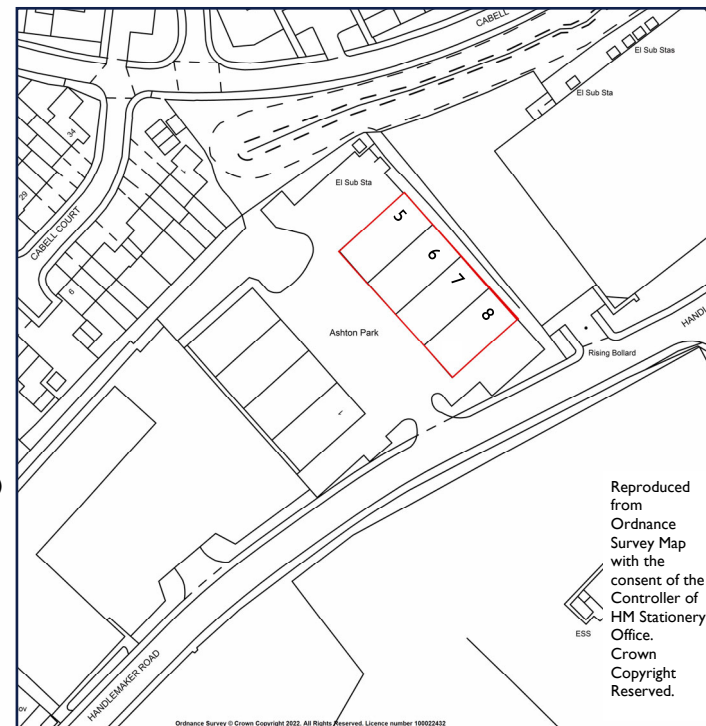 CABELL
El Sub Stas
El Sub Sta
34
El Sub Sta
29
5
CABELL COURT
6
7
6
8
HANDL
Ashton Park
Rising Bollard
Reproduced
from
Ordnance
Survey Map
with the
consent of the
Controller of
HM Stationery
Office.
Crown
Copyright
Reserved.
ESS
HANDLEMAKER ROAD
ov
Ordnance Survey © Crown Copyright 2022. All Rights Reserved. Licence number 100022432